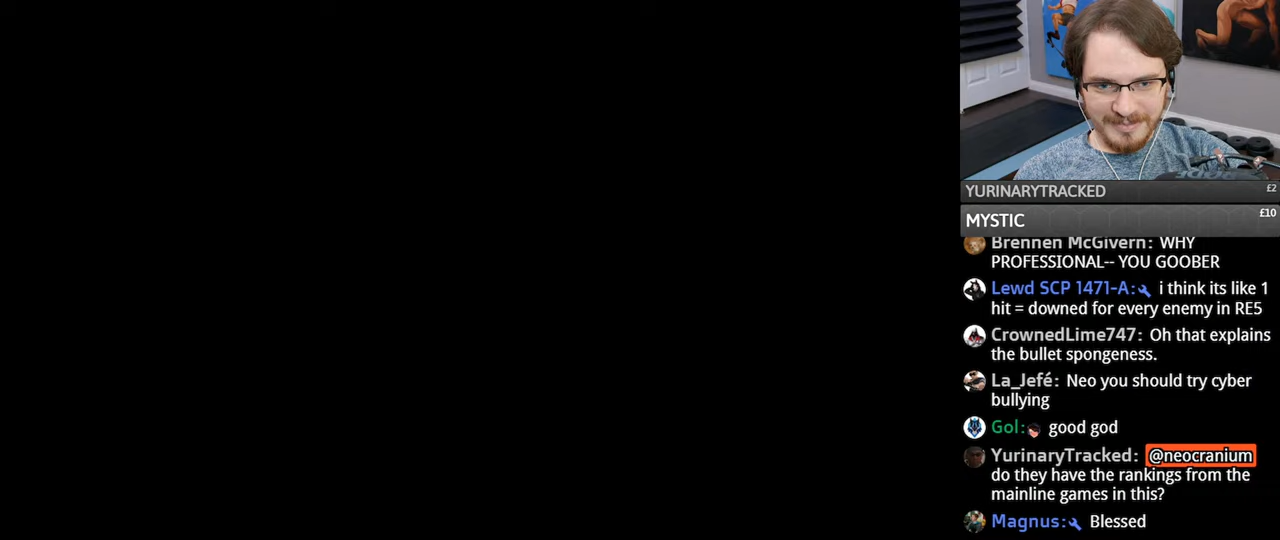 YURINARYTRACKED £2
MYSTIC £10
Brennen McGivern: WHY
PROFESSIONAL-- YOU GOOBER
Lewd SCP 1471-A: i think its like 1
hit = downed for every enemy in RE5
CrownedLime747: Oh that explains
the bullet spongeness.
La_Jefé: Neo you should try cyber
bullying
Gol: good god
YurinaryTracked: @neocranium
do they have the rankings from the
mainline games in this?
Magnus: Blessed